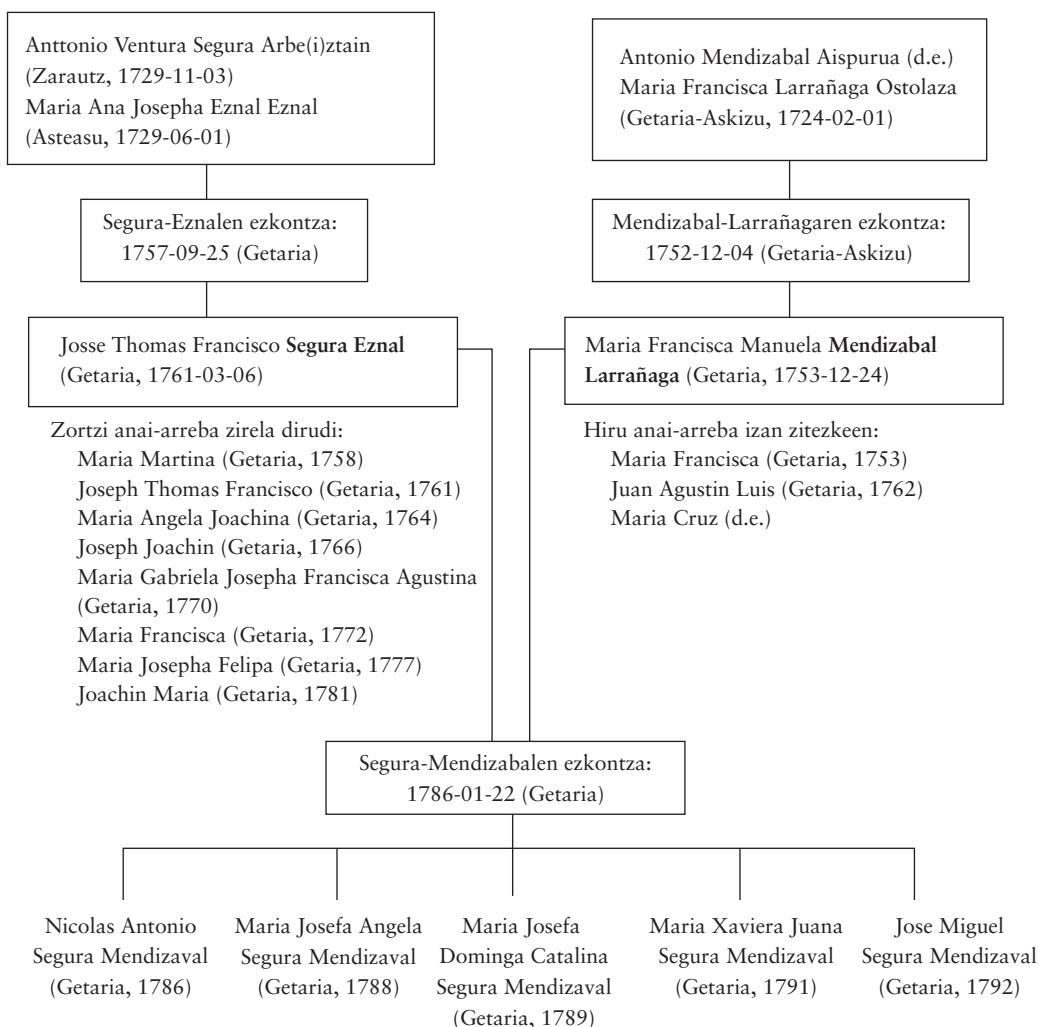 Anttonio Ventura Segura Arbe(i)ztain
(Zarautz, 1729-11-03)
Maria Ana Josepha Eznal Eznal
(Asteasu, 1729-06-01)
Antonio Mendizabal Aispurua (d.e.)
Maria Francisca Larrañaga Ostolaza
(Getaria-Askizu, 1724-02-01)
Segura-Eznalen ezkontza:
1757-09-25 (Getaria)
Mendizabal-Larrañagaren ezkontza:
1752-12-04 (Getaria-Askizu)
Josse Thomas Francisco Segura Eznal
(Getaria, 1761-03-06)
Maria Francisca Manuela Mendizabal
Larrañaga (Getaria, 1753-12-24)
Zortzi anai-arreba zirela dirudi:
Maria Martina (Getaria, 1758)
Joseph Thomas Francisco (Getaria, 1761)
Maria Angela Joachina (Getaria, 1764)
Joseph Joachin (Getaria, 1766)
Maria Gabriela Josepha Francisca Agustina
(Getaria, 1770)
Maria Francisca (Getaria, 1772)
Maria Josepha Felipa (Getaria, 1777)
Joachin Maria (Getaria, 1781)
Hiru anai-arreba izan zitezkeen:
Maria Francisca (Getaria, 1753)
Juan Agustin Luis (Getaria, 1762)
Maria Cruz (d.e.)
Segura-Mendizabalen ezkontza:
1786-01-22 (Getaria)
Nicolas Antonio
Segura Mendizaval
(Getaria, 1786)
Maria Josefa Angela
Segura Mendizaval
(Getaria, 1788)
Maria Josefa
Dominga Catalina
Segura Mendizaval
(Getaria, 1789)
Maria Xaviera Juana
Segura Mendizaval
(Getaria, 1791)
Jose Miguel
Segura Mendizaval
(Getaria, 1792)